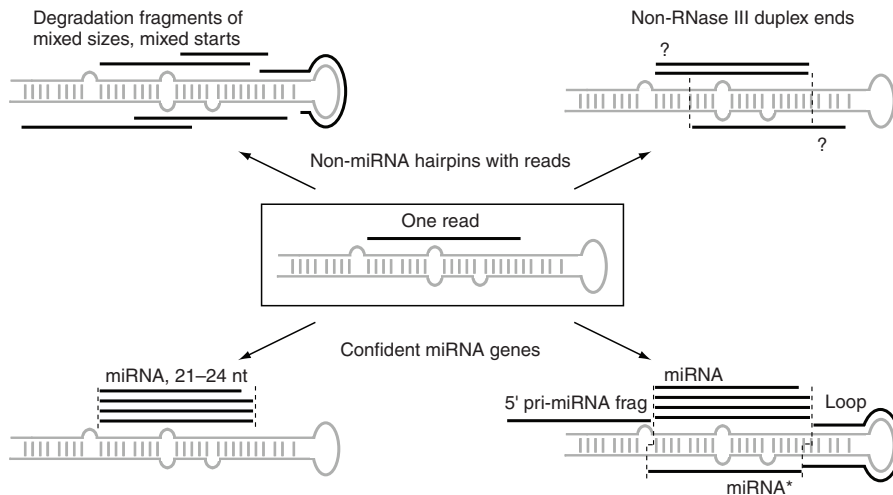 Degradation fragments of
mixed sizes, mixed starts
Non-RNase III duplex ends
?
?
Non-miRNA hairpins with reads
One read
Confident miRNA genes
miRNA, 21–24 nt
miRNA
5' pri-miRNA frag
Loop
miRNA*